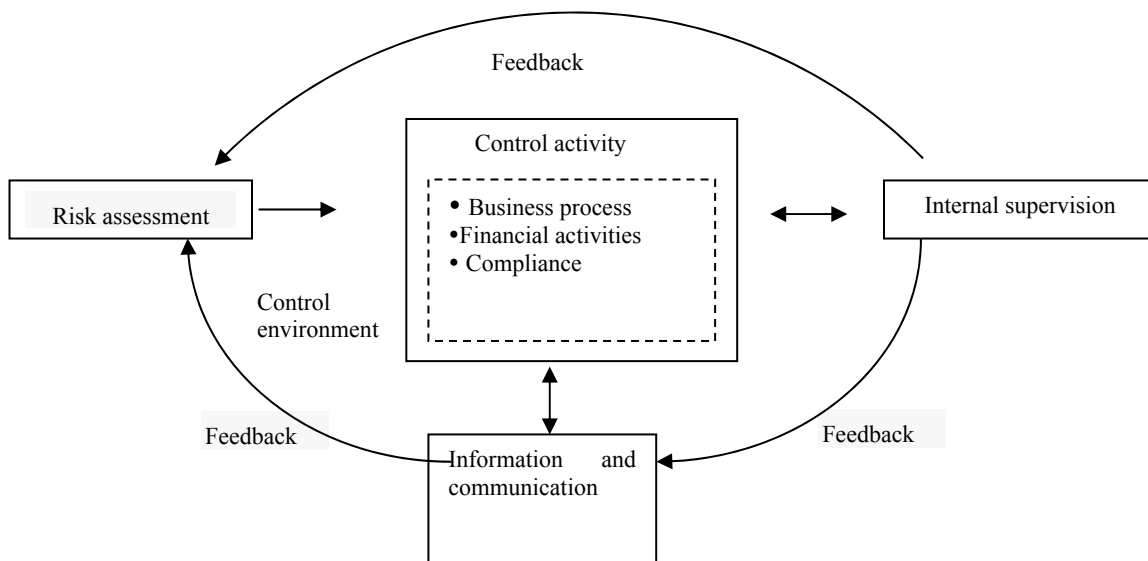 Feedback
Control activity
Risk assessment
• Business process
•Financial activities
• Compliance
Internal supervision
Control
environment
Feedback
Feedback
Information and
communication